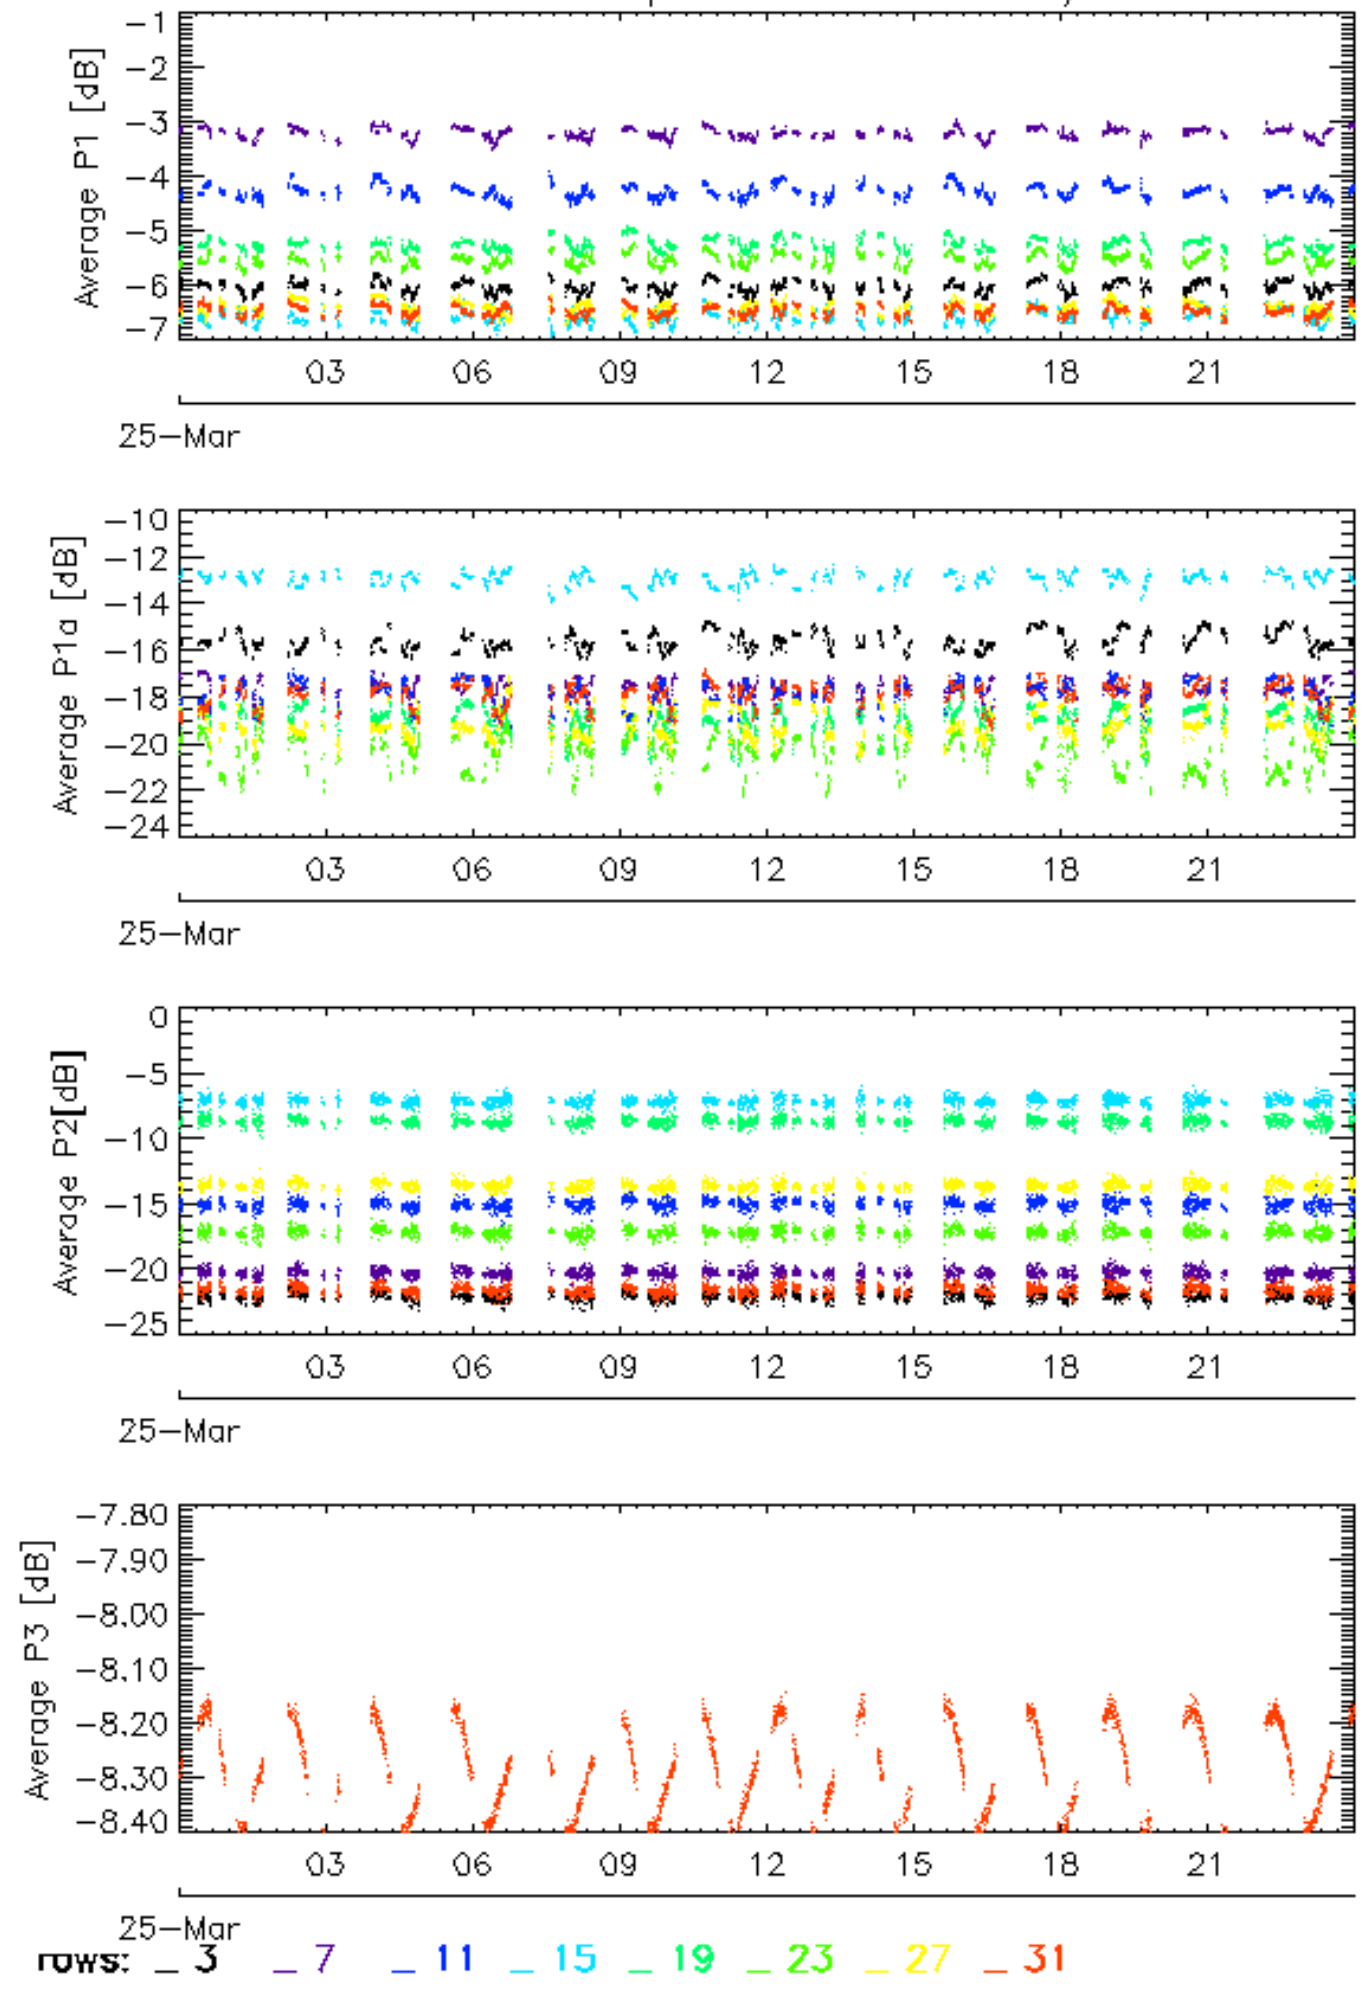 Average P1 [dB]
-1
-2
-3
-4
-5
-6
-7
03 06 09 12 15 18 21
25-Mar
Average P1a [dB]
-10
-12
-14
-16
-18
-20
-22
-24
03 06 09 12 15 18 21
25-Mar
Average P2[dB]
0
-5
-10
-15
-20
-25
03 06 09 12 15 18 21
25-Mar
Average P3 [dB]
-7.80
-7.90
-8.00
-8.10
-8.20
-8.30
-8.40
03 06 09 12 15 18 21
25-Mar
rows: _ 3 _ 7 _ 11 _ 15 _ 19 _ 23 _ 27 _ 31